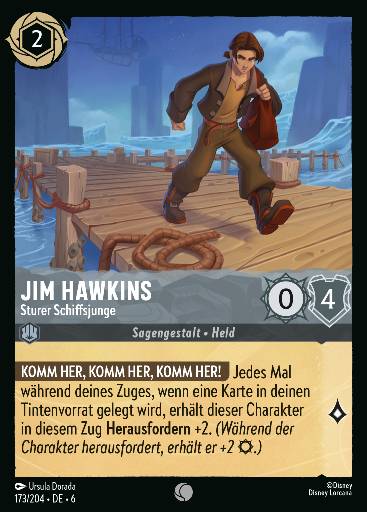 2
JIM HAWKINS
Sturer Schiffsjunge
0
4
Sagengestalt • Held
KOMM HER, KOMM HER, KOMM HER! Jedes Mal
während deines Zuges, wenn eine Karte in deinen
Tintenvorrat gelegt wird, erhält dieser Charakter
in diesem Zug Herausfordern +2. (Während der
Charakter herausfordert, erhält er +2 .)
Ursula Dorada
173/204 • DE • 6
©Disney
Disney Lorcana